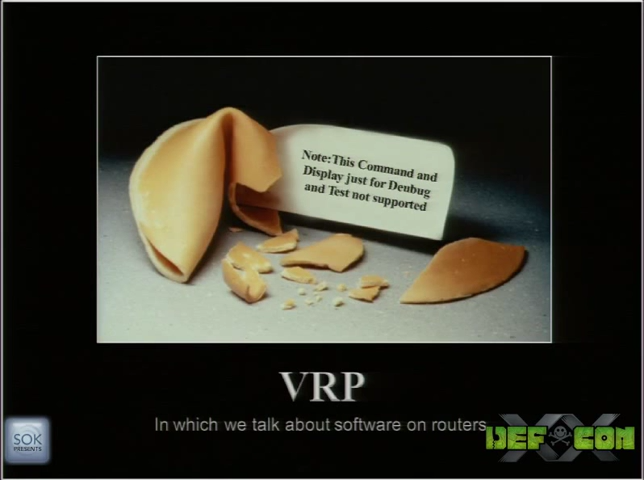 Note:This Command and
Display just for Deubug
and Test not supported
VRP
In which we talk about software on routers
SOK
PRESENTS
DEF CON
XX